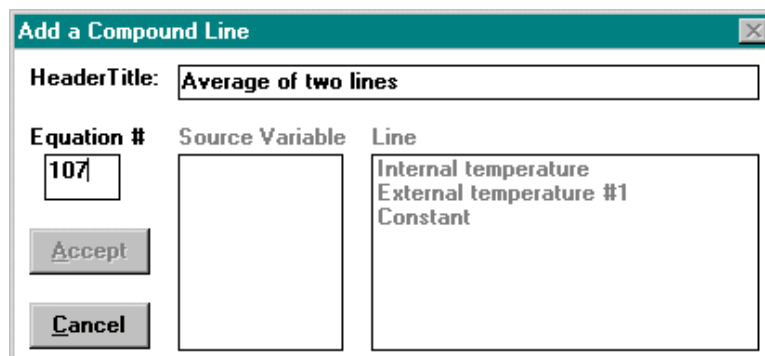 Add a Compound Line
HeaderTitle: Average of two lines
Equation # Source Variable Line
107
Internal temperature
External temperature #1
Constant
Accept
Cancel